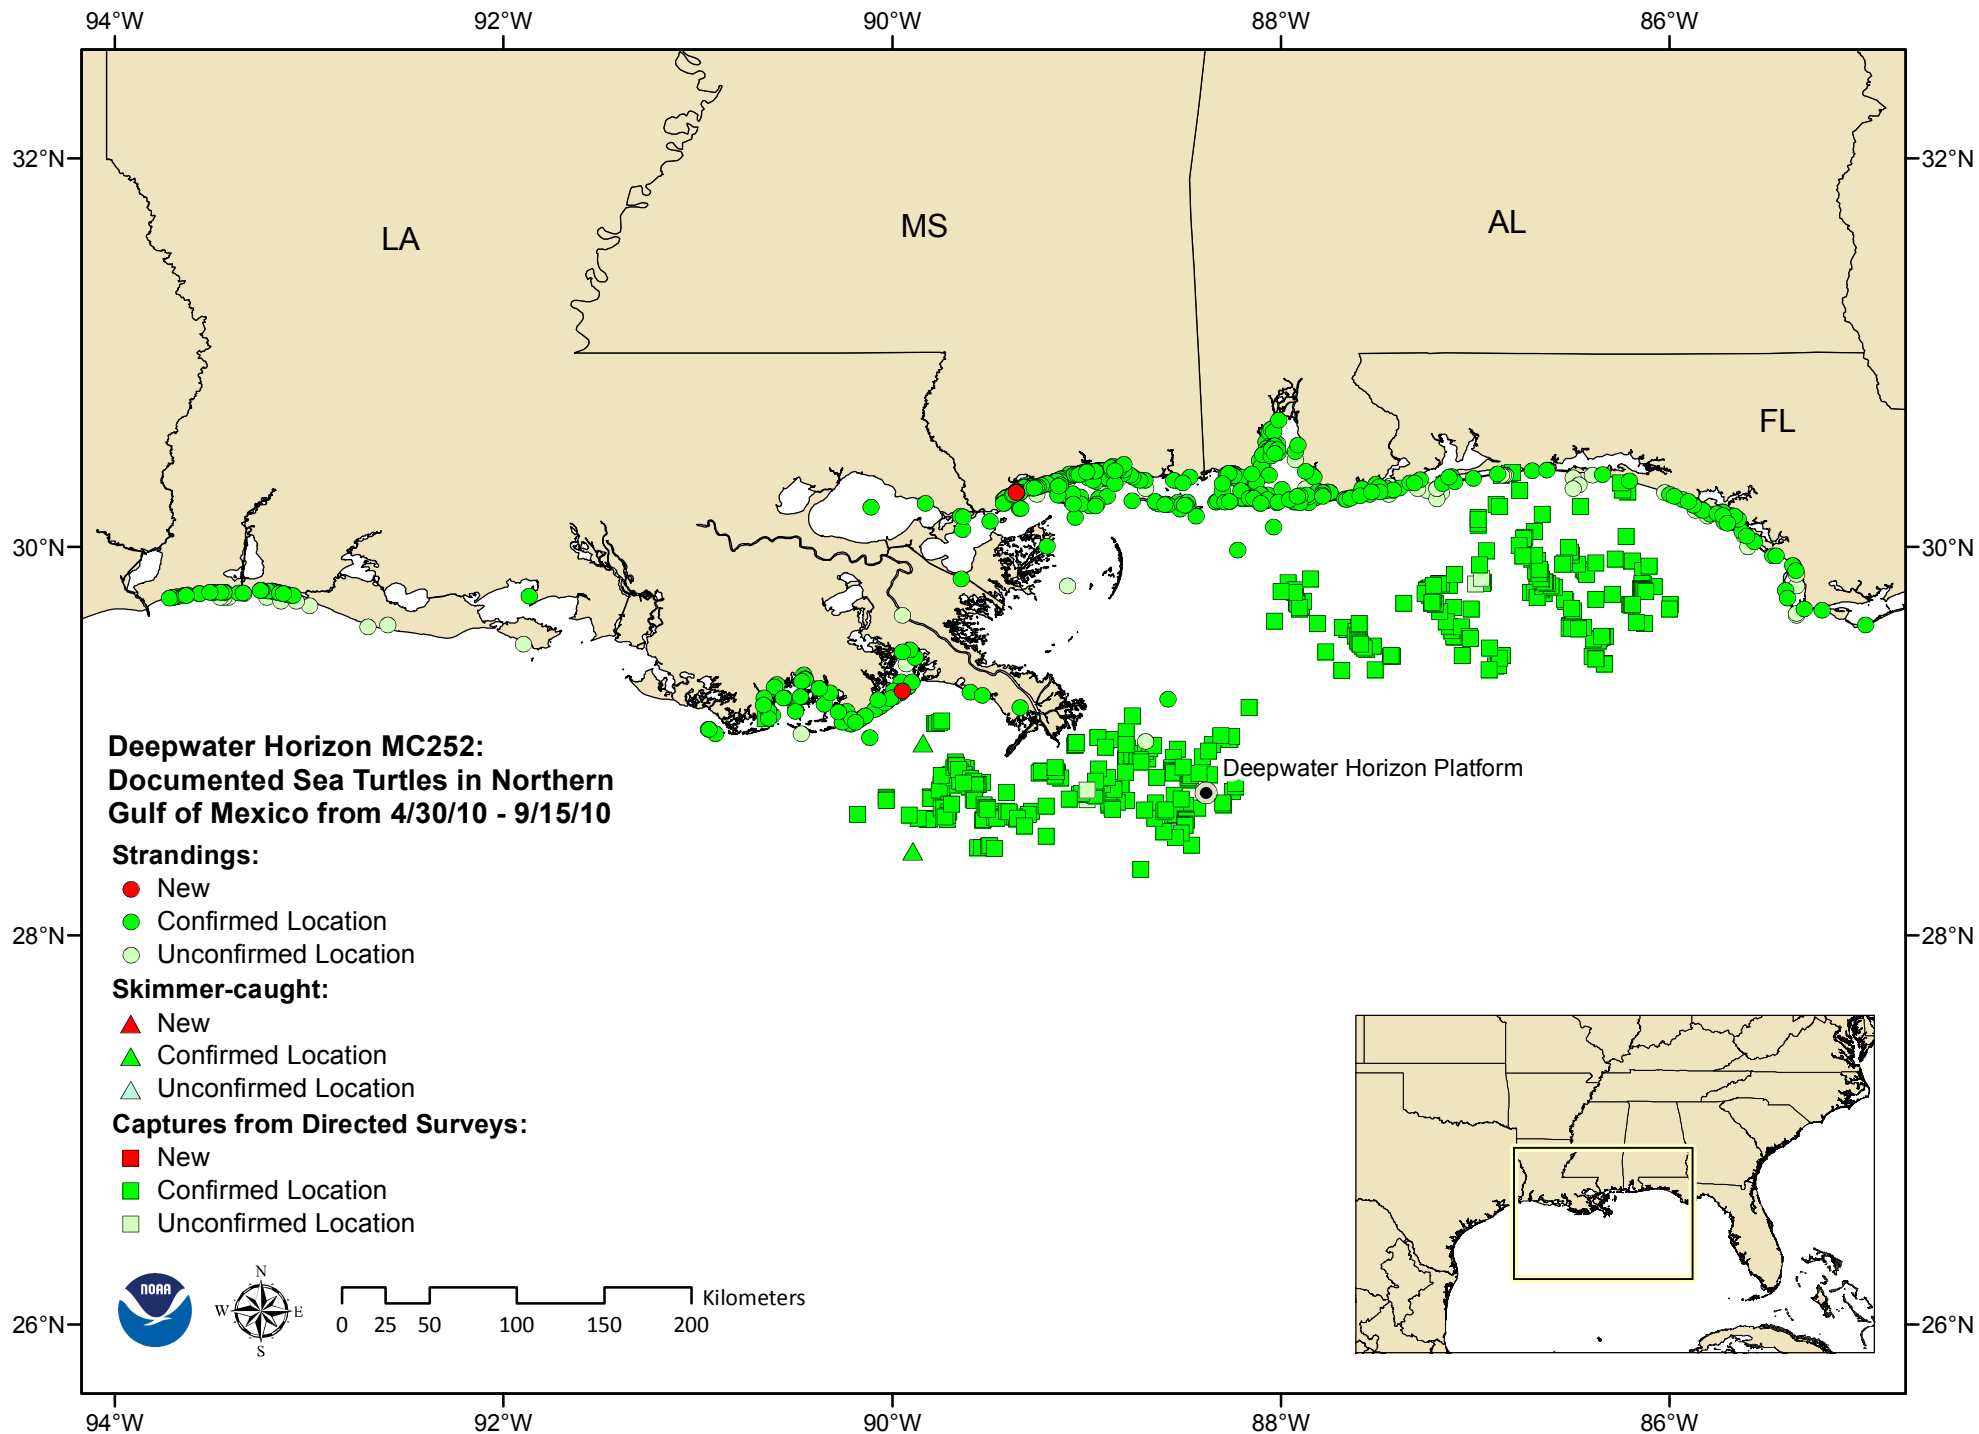 94°W 92°W 90°W 88°W 86°W
32°N 32°N
LA MS AL
FL
30°N 30°N
Deepwater Horizon Platform
Deepwater Horizon MC252:
Documented Sea Turtles in Northern
Gulf of Mexico from 4/30/10 - 9/15/10
Strandings:
New
Confirmed Location
Unconfirmed Location
28°N 28°N
Skimmer-caught:
New
Confirmed Location
Unconfirmed Location
Captures from Directed Surveys:
New
Confirmed Location
Unconfirmed Location
NOAA
N
W E
S
Kilometers
0 25 50 100 150 200
26°N 26°N
94°W 92°W 90°W 88°W 86°W